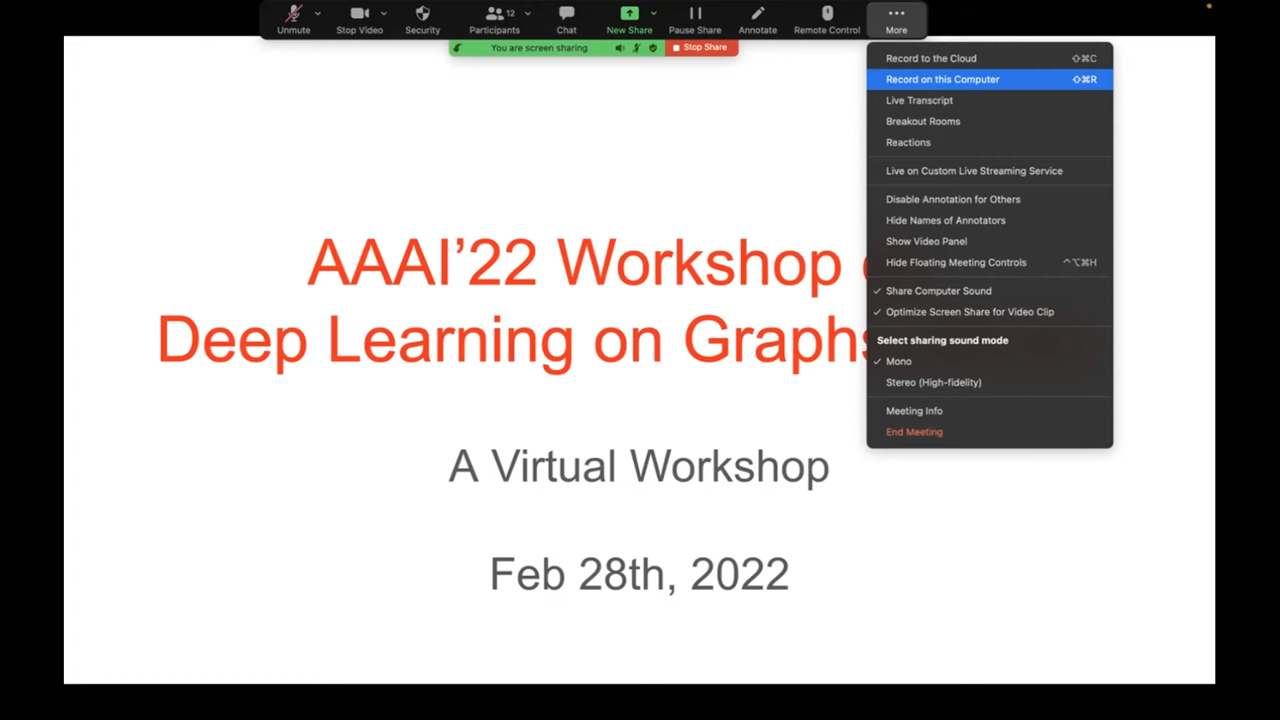 Unmute
Stop Video
Security
Participants
12
Chat
New Share
Pause Share
Annotate
Remote Control
More
You are screen sharing
Stop Share
Record to the Cloud ⇧⌘C
Record on this Computer ⇧⌘R
Live Transcript
Breakout Rooms
Reactions
Live on Custom Live Streaming Service
Disable Annotation for Others
Hide Names of Annotators
Show Video Panel
Hide Floating Meeting Controls ^⌥⌘H
✓ Share Computer Sound
✓ Optimize Screen Share for Video Clip
Select sharing sound mode
✓ Mono
Stereo (High-fidelity)
Meeting Info
End Meeting
AAAI’22 Workshop
Deep Learning on Graphs
A Virtual Workshop
Feb 28th, 2022